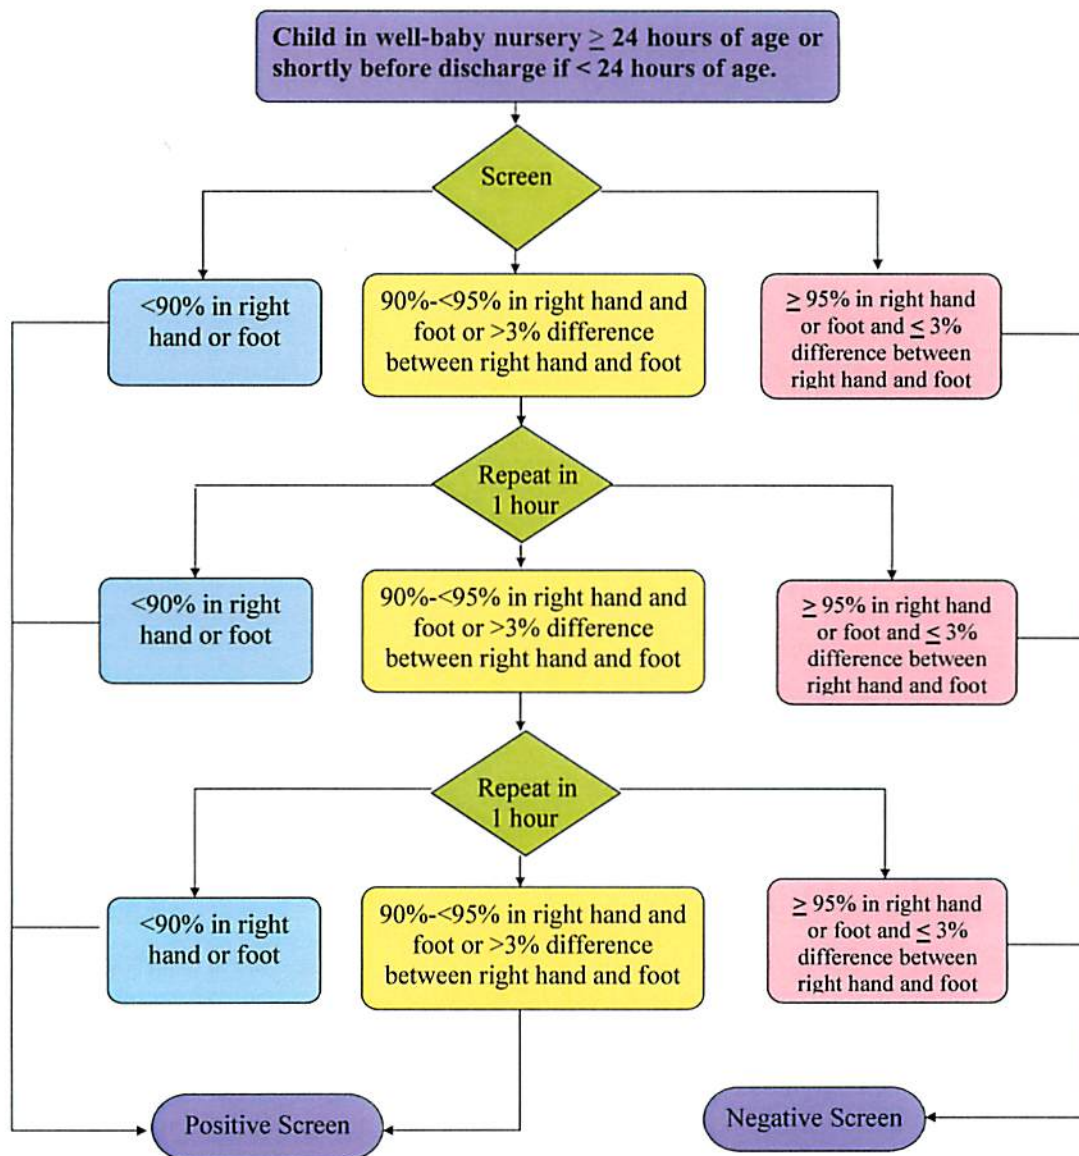 Child in well-baby nursery ≥ 24 hours of age or
shortly before discharge if < 24 hours of age.
Screen
<90% in right
hand or foot
90%-<95% in right hand and
foot or >3% difference
between right hand and foot
≥ 95% in right hand
or foot and ≤ 3%
difference between
right hand and foot
Repeat in
1 hour
<90% in right
hand or foot
90%-<95% in right hand and
foot or >3% difference
between right hand and foot
≥ 95% in right hand
or foot and ≤ 3%
difference between
right hand and foot
Repeat in
1 hour
<90% in right
hand or foot
90%-<95% in right hand and
foot or >3% difference
between right hand and foot
≥ 95% in right hand
or foot and ≤ 3%
difference between
right hand and foot
Positive Screen
Negative Screen